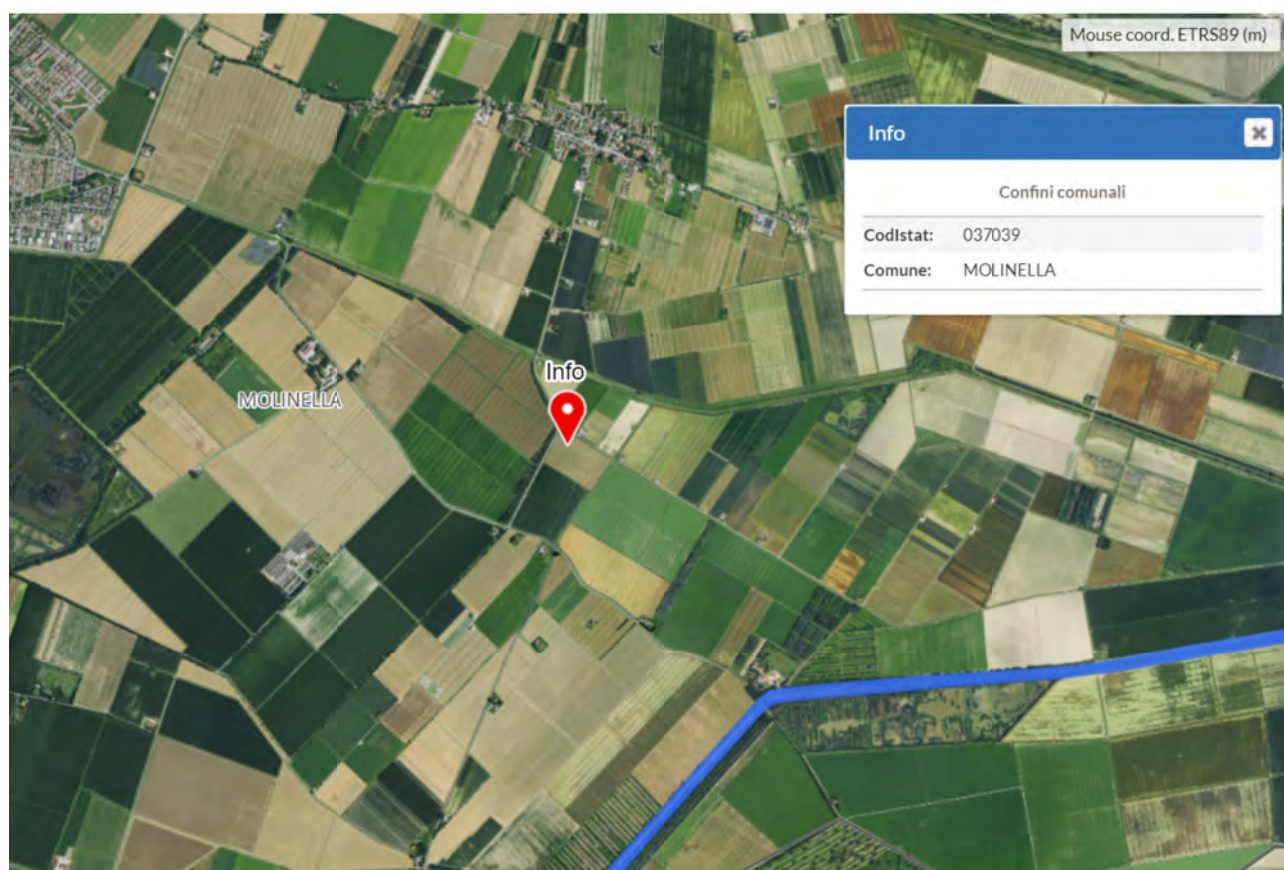 Mouse coord. ETRS89 (m)
Info
Confini comunali
CodIstat: 037039
Comune: MOLINELLA
Info
MOLINELLA